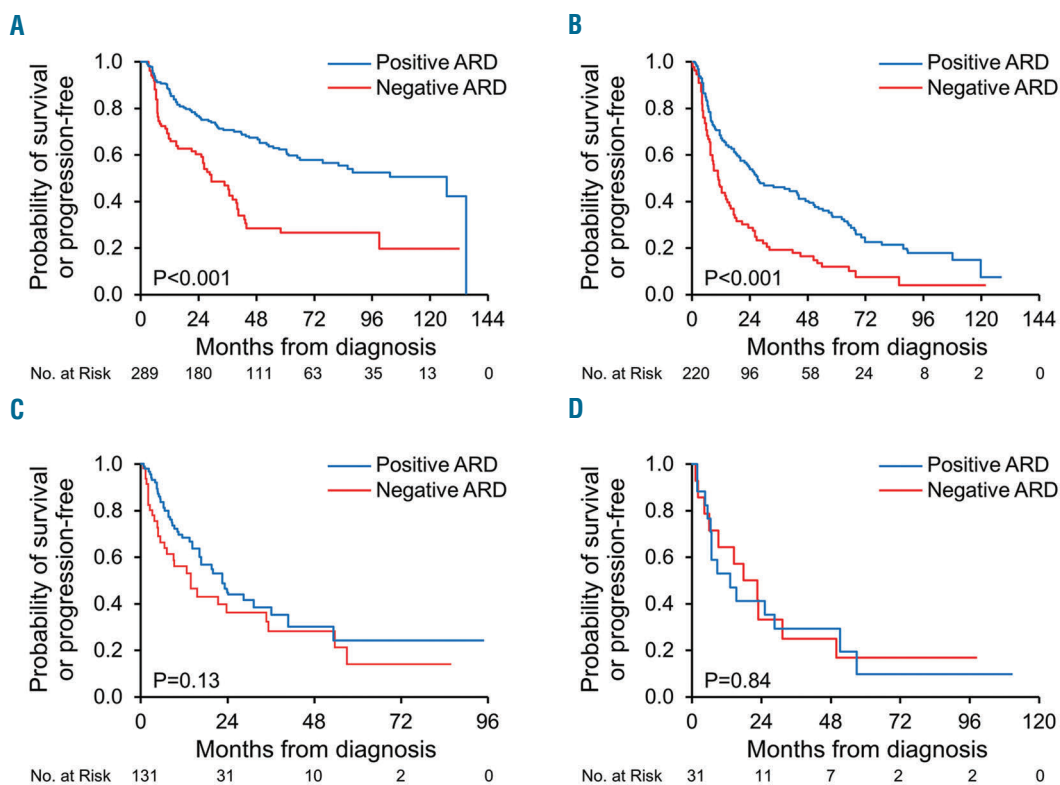 A
Probability of survival
or progression-free
1.0
0.8
0.6
0.4
0.2
0.0
Positive ARD
Negative ARD
P<0.001
0 24 48 72 96 120 144
Months from diagnosis
No. at Risk 289 180 111 63 35 13 0
B
Probability of survival
or progression-free
1.0
0.8
0.6
0.4
0.2
0.0
Positive ARD
Negative ARD
P<0.001
0 24 48 72 96 120 144
Months from diagnosis
No. at Risk 220 96 58 24 8 2 0
C
Probability of survival
or progression-free
1.0
0.8
0.6
0.4
0.2
0.0
Positive ARD
Negative ARD
P=0.13
0 24 48 72 96
Months from diagnosis
No. at Risk 131 31 10 2 0
D
Probability of survival
or progression-free
1.0
0.8
0.6
0.4
0.2
0.0
Positive ARD
Negative ARD
P=0.84
0 24 48 72 96 120
Months from diagnosis
No. at Risk 31 11 7 2 2 0